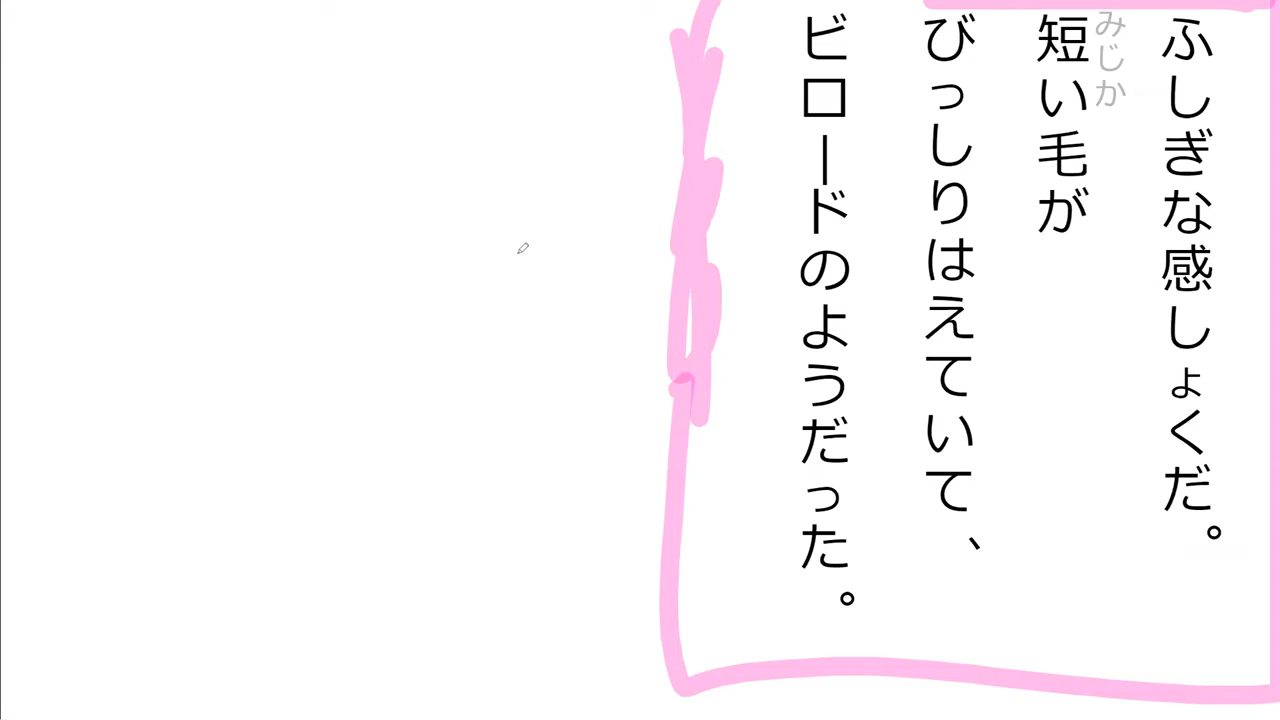 ふしぎな感しょくだ。
みじか
短い毛が
びっしりはえていて、
ビロードのようだった。